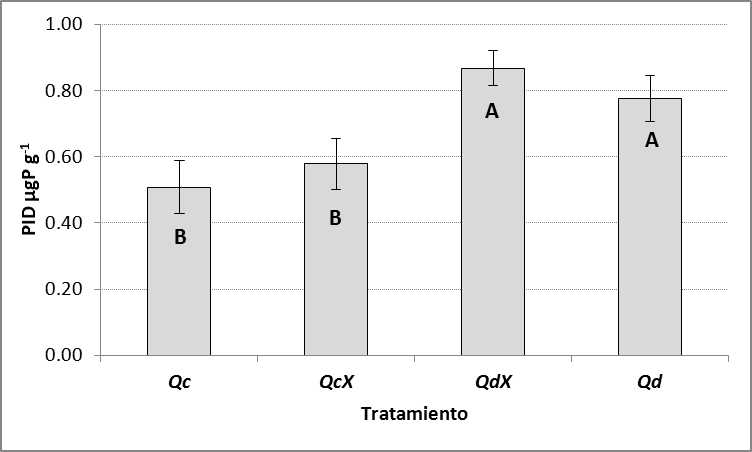 1.00
0.80
0.60
0.40
0.20
0.00
PID µgP g-1
B
B
A
A
Qc
QcX
QdX
Qd
Tratamiento